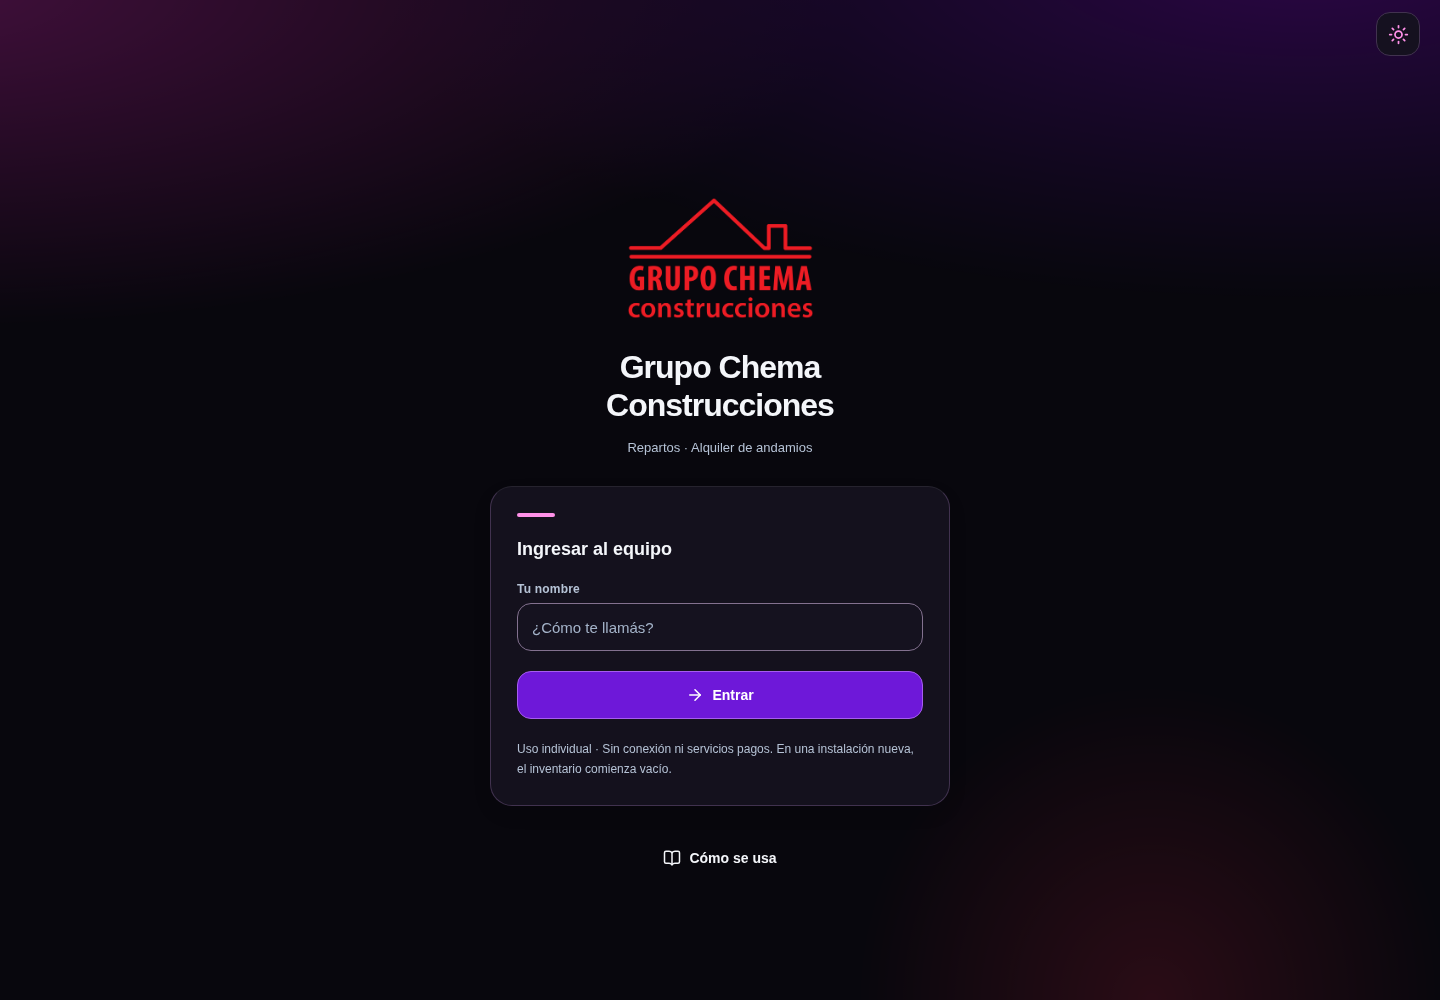 GRUPO CHEMA
construcciones
Grupo Chema
Construcciones
Repartos · Alquiler de andamios
Ingresar al equipo
Tu nombre
¿Cómo te llamás?
Entrar
Uso individual · Sin conexión ni servicios pagos. En una instalación nueva,
el inventario comienza vacío.
Cómo se usa